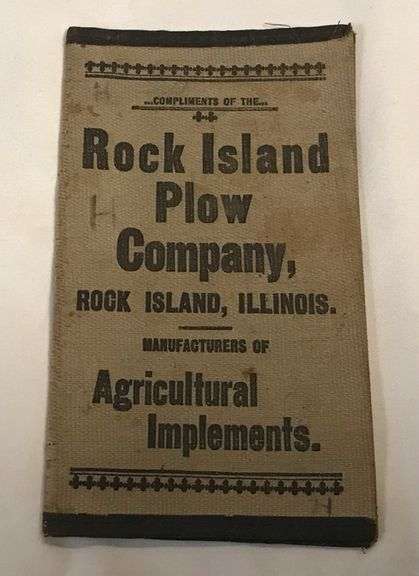 H
...COMPLIMENTS OF THE...
Rock Island
H
Plow
Company,
ROCK ISLAND, ILLINOIS.
MANUFACTURERS OF
Agricultural
Implements.
H